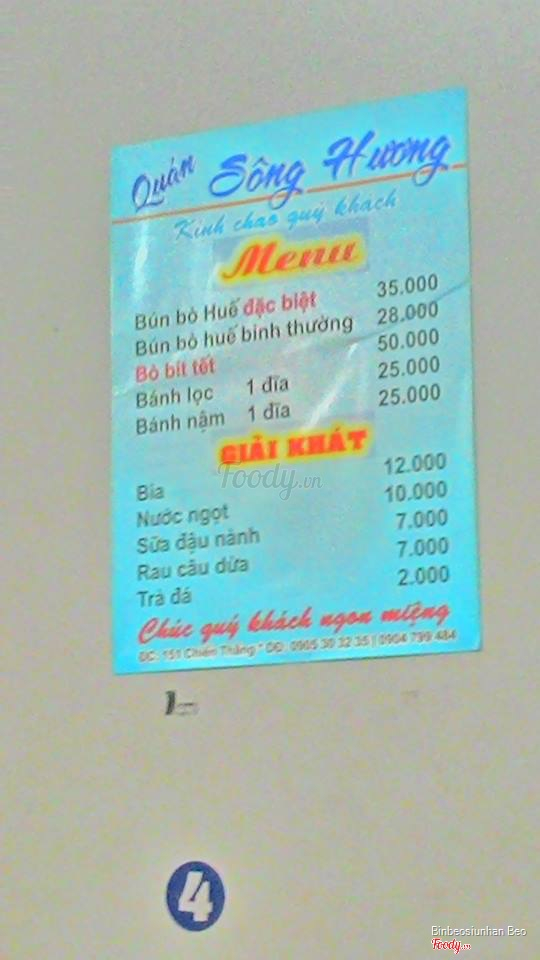 Quán Sông Hương
Kính chào quý khách
Menu
Bún bò Huế đặc biệt 35.000
Bún bò huế bình thường 28.000
Bò bít tết 50.000
Bánh lọc 1 đĩa 25.000
Bánh nậm 1 đĩa 25.000
GIẢI KHÁT
Bia 12.000
Nước ngọt 10.000
Sữa đậu nành 7.000
Rau câu dừa 7.000
Trà đá 2.000
Chúc quý khách ngon miệng
ĐC: 151 Chiến Thắng * DĐ: 0905 30 32 35 | 0904 799 484
Foody.vn
4
Binbeosiunhan Beo
Foody.vn